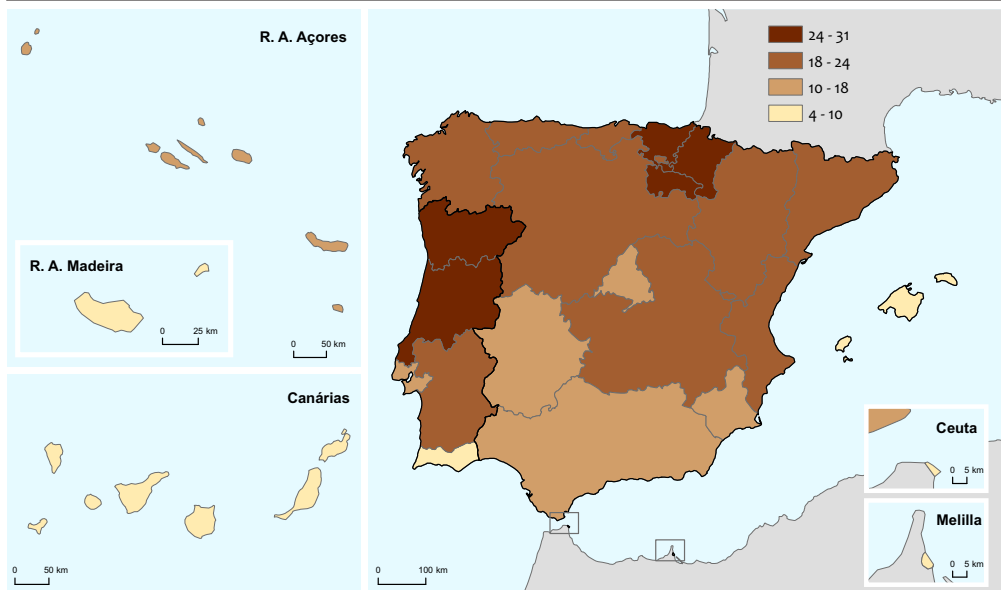 R. A. Açores
R. A. Madeira
0 25 km
0 50 km
Canárias
0 50 km
24 - 31
18 - 24
10 - 18
4 - 10
0 100 km
Ceuta
0 5 km
Melilla
0 5 km